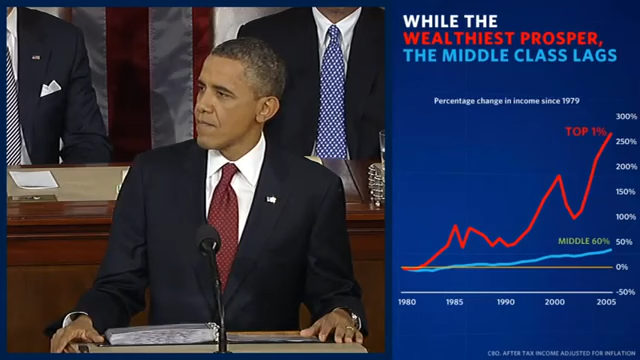 WHILE THE
WEALTHIEST PROSPER,
THE MIDDLE CLASS LAGS
Percentage change in income since 1979
300%
TOP 1%
250%
200%
150%
100%
MIDDLE 60%
50%
0%
-50%
1980 1985 1990 2000 2005
CBO. AFTER TAX INCOME ADJUSTED FOR INFLATION